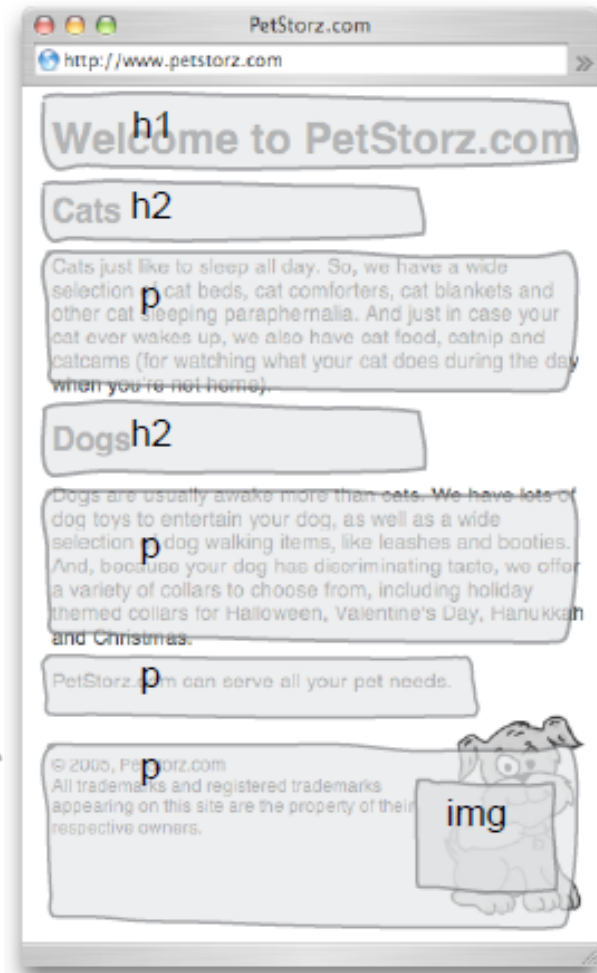 PetStorz.com
http://www.petstorz.com
»
h1
Welcome to PetStorz.com
Cats h2
Cats just like to sleep all day. So, we have a wide
selection of cat beds, cat comforters, cat blankets and
p
other cat sleeping paraphernalia. And just in case your
cat ever wakes up, we also have cat food, catnip and
catcams (for watching what your cat does during the day
when you're not home).
Dogs h2
Dogs are usually awake more than cats. We have lots of
dog toys to entertain your dog, as well as a wide
selection of dog walking items, like leashes and booties.
p
And, because your dog has discriminating taste, we offer
a variety of collars to choose from, including holiday
themed collars for Halloween, Valentine's Day, Hanukkah
and Christmas.
p
PetStorz.com can serve all your pet needs.
p
© 2005, PetStorz.com
All trademarks and registered trademarks
appearing on this site are the property of their
respective owners.
img